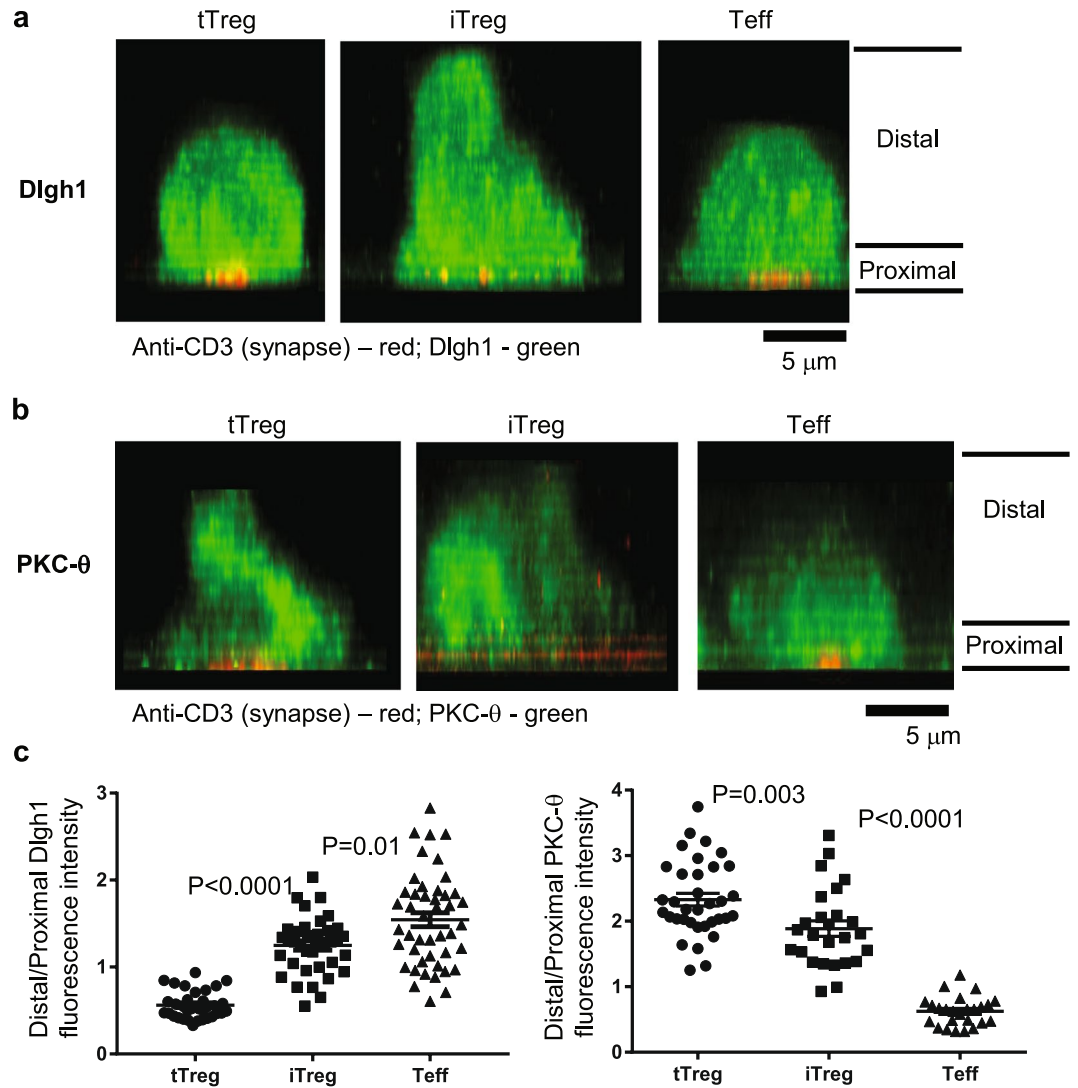 a
tTreg
iTreg
Teff
Dlgh1
Distal
Proximal
Anti-CD3 (synapse) – red; Dlgh1 - green
5 μm
b
tTreg
iTreg
Teff
PKC-θ
Distal
Proximal
Anti-CD3 (synapse) – red; PKC-θ - green
5 μm
c
Distal/Proximal Dlgh1
fluorescence intensity
3
2
1
0
P<0.0001
P=0.01
tTreg
iTreg
Teff
Distal/Proximal PKC-θ
fluorescence intensity
4
3
2
1
0
P=0.003
P<0.0001
tTreg
iTreg
Teff